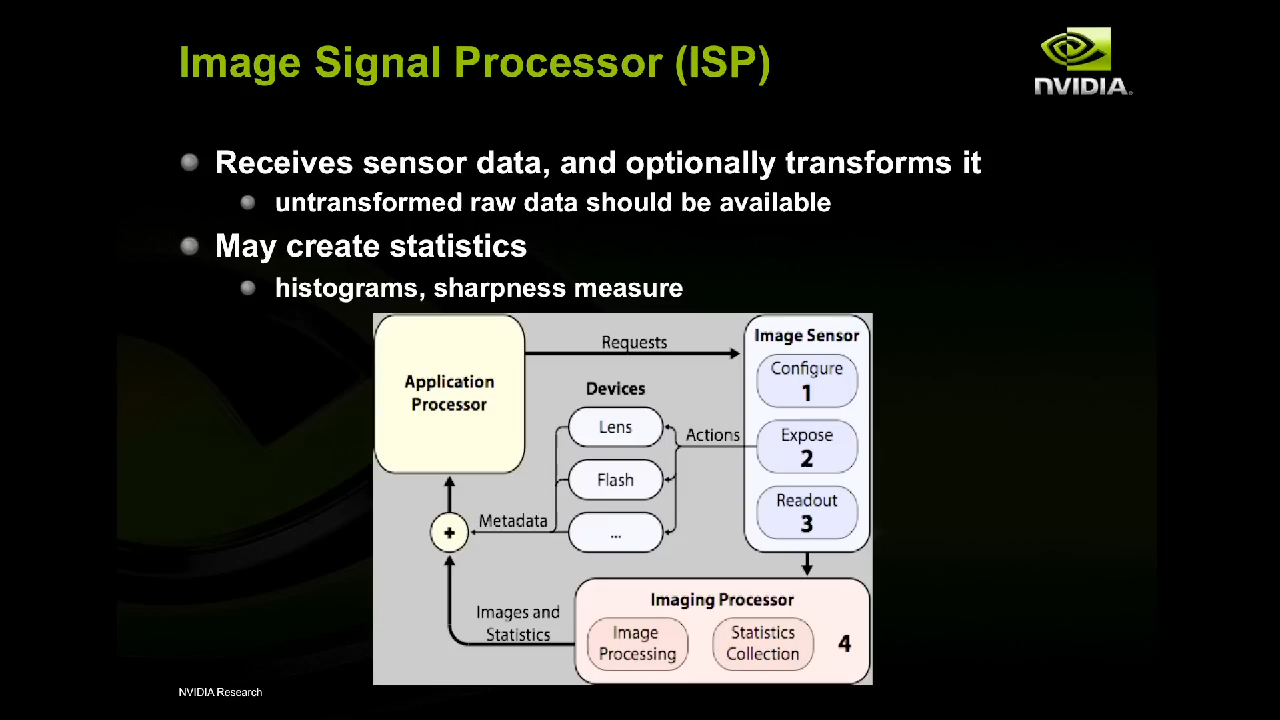 Image Signal Processor (ISP)
NVIDIA.
Receives sensor data, and optionally transforms it
untransformed raw data should be available
May create statistics
histograms, sharpness measure
Application
Processor
Requests
Devices
Lens
Flash
...
Actions
Metadata
+
Image Sensor
Configure
1
Expose
2
Readout
3
Images and
Statistics
Imaging Processor
Image
Processing
Statistics
Collection
4
NVIDIA Research